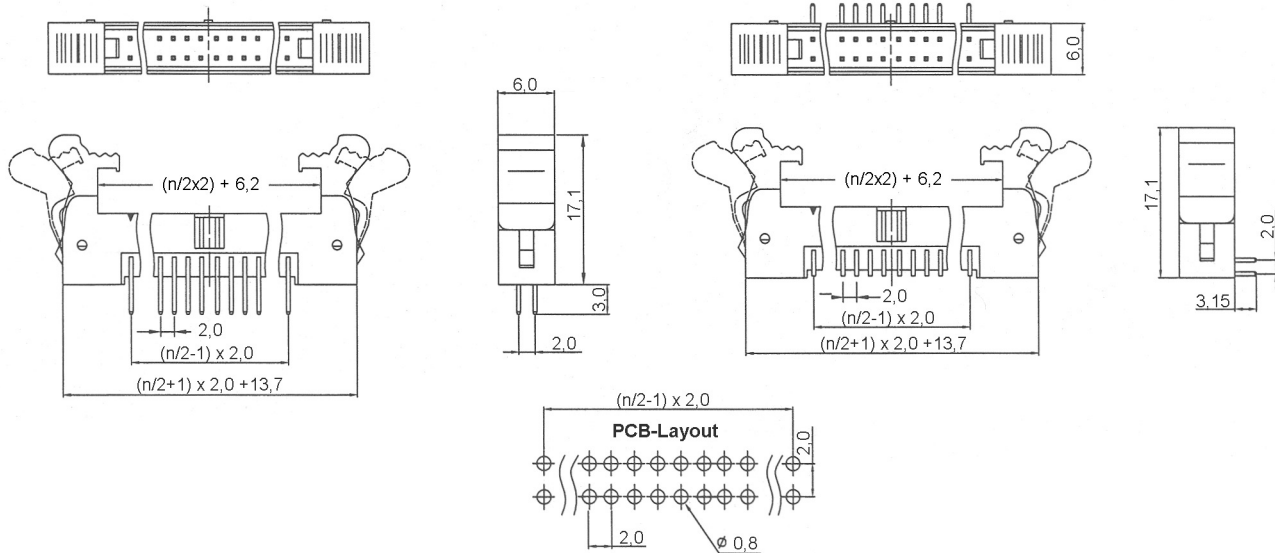 6,0
(n/2x2) + 6,2
17,1
3,0
2,0
2,0
(n/2-1) x 2,0
(n/2+1) x 2,0 +13,7
6,0
(n/2x2) + 6,2
17,1
2,0
3,15
2,0
(n/2-1) x 2,0
(n/2+1) x 2,0 +13,7
(n/2-1) x 2,0
PCB-Layout
2,0
2,0
ø 0,8